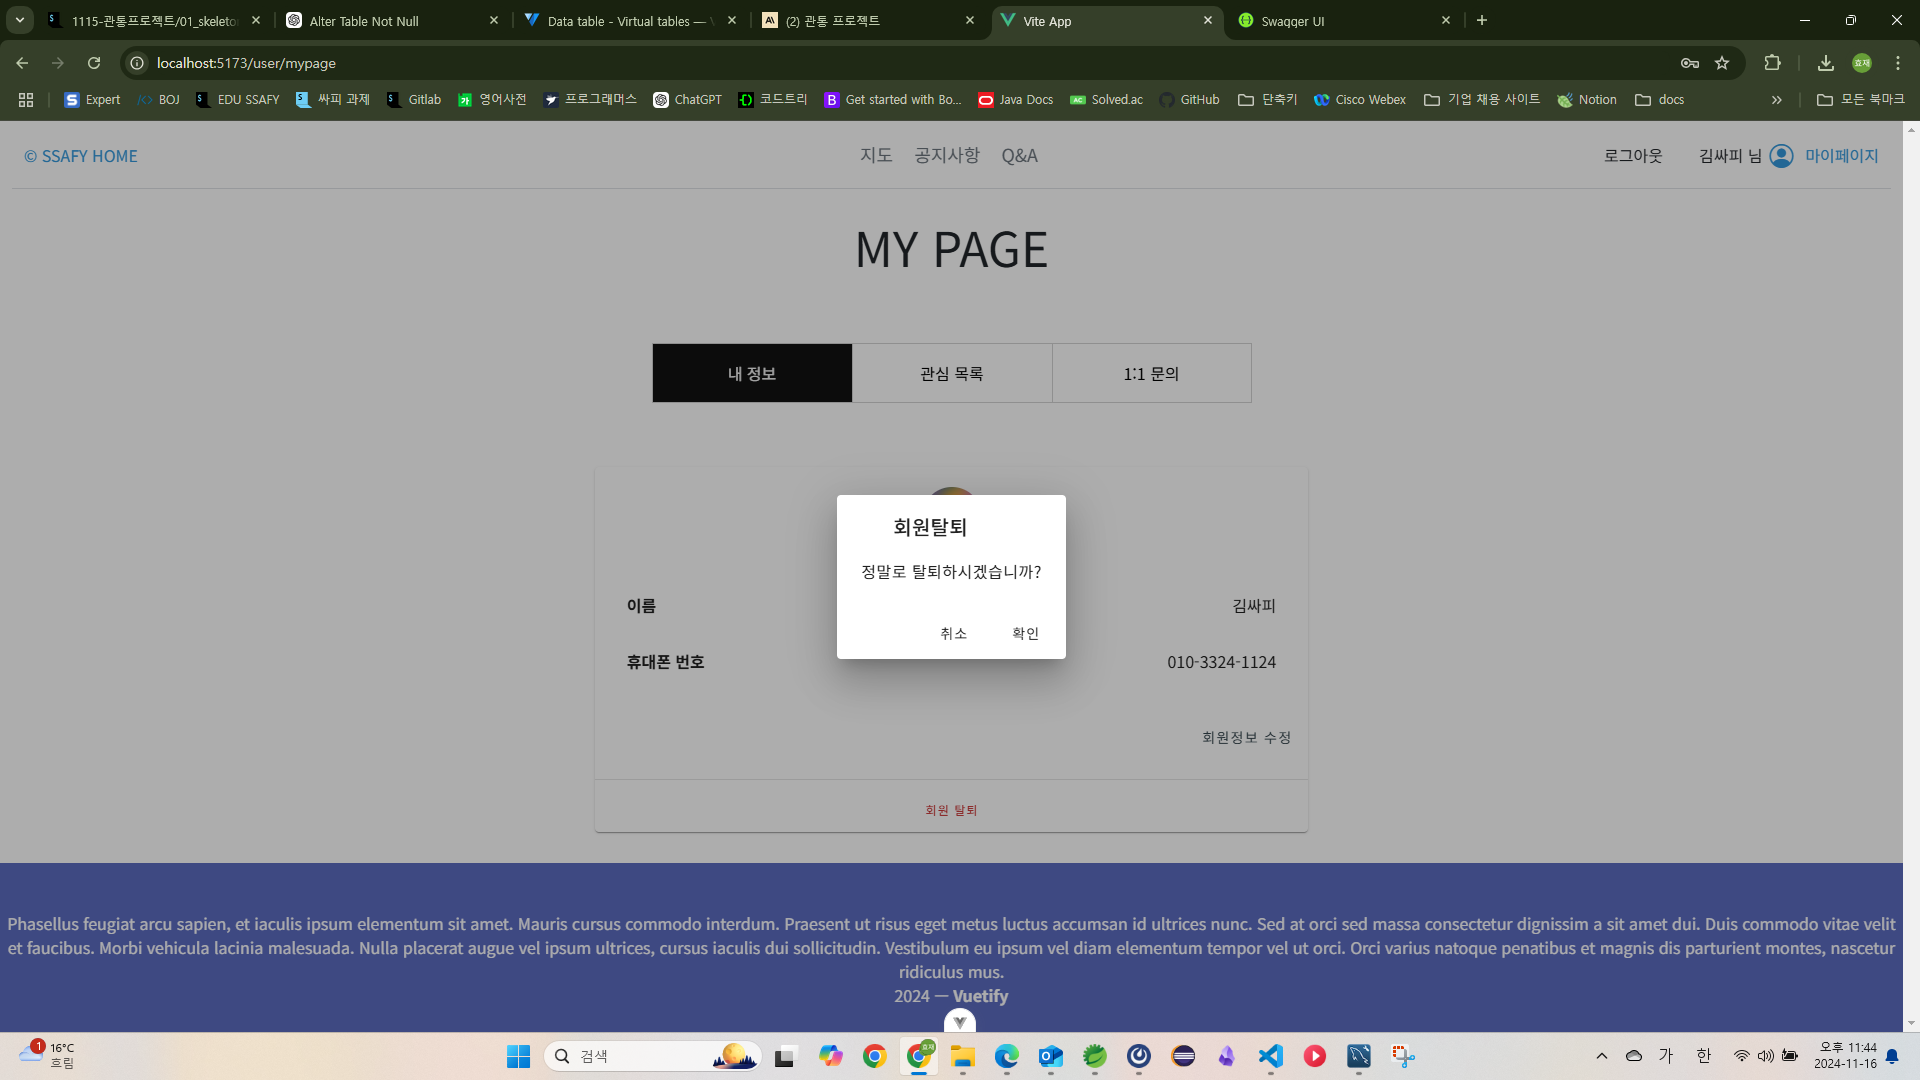 1115-관통프로젝트/01_skeleto
Alter Table Not Null
Data table - Virtual tables —
(2) 관통 프로젝트
Vite App
Swagger UI
localhost:5173/user/mypage
효재
Expert
BOJ
EDU SSAFY
싸피 과제
Gitlab
영어사전
프로그래머스
ChatGPT
코드트리
Get started with Bo...
Java Docs
Solved.ac
GitHub
단축키
Cisco Webex
기업 채용 사이트
Notion
docs
모든 북마크
© SSAFY HOME
지도 공지사항 Q&A
로그아웃 김싸피 님 마이페이지
MY PAGE
내 정보 관심 목록 1:1 문의
회원탈퇴
정말로 탈퇴하시겠습니까?
취소 확인
이름 김싸피
휴대폰 번호 010-3324-1124
회원정보 수정
회원 탈퇴
Phasellus feugiat arcu sapien, et iaculis ipsum elementum sit amet. Mauris cursus commodo interdum. Praesent ut risus eget metus luctus accumsan id ultrices nunc. Sed at orci sed massa consectetur dignissim a sit amet dui. Duis commodo vitae velit
et faucibus. Morbi vehicula lacinia malesuada. Nulla placerat augue vel ipsum ultrices, cursus iaculis dui sollicitudin. Vestibulum eu ipsum vel diam elementum tempor vel ut orci. Orci varius natoque penatibus et magnis dis parturient montes, nascetur
ridiculus mus.
2024 — Vuetify
1
16°C
흐림
검색
가 한
오후 11:44
2024-11-16